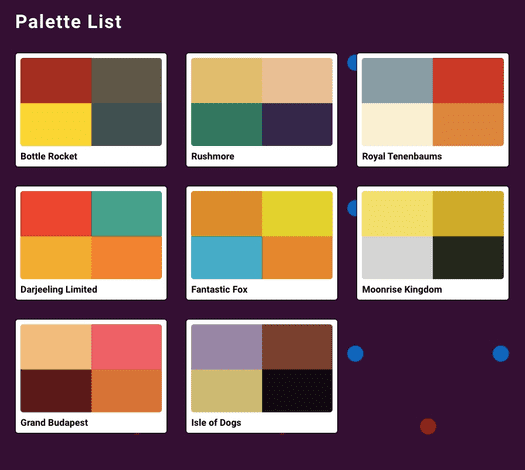 Palette List
Bottle Rocket
Rushmore
Royal Tenenbaums
Darjeeling Limited
Fantastic Fox
Moonrise Kingdom
Grand Budapest
Isle of Dogs